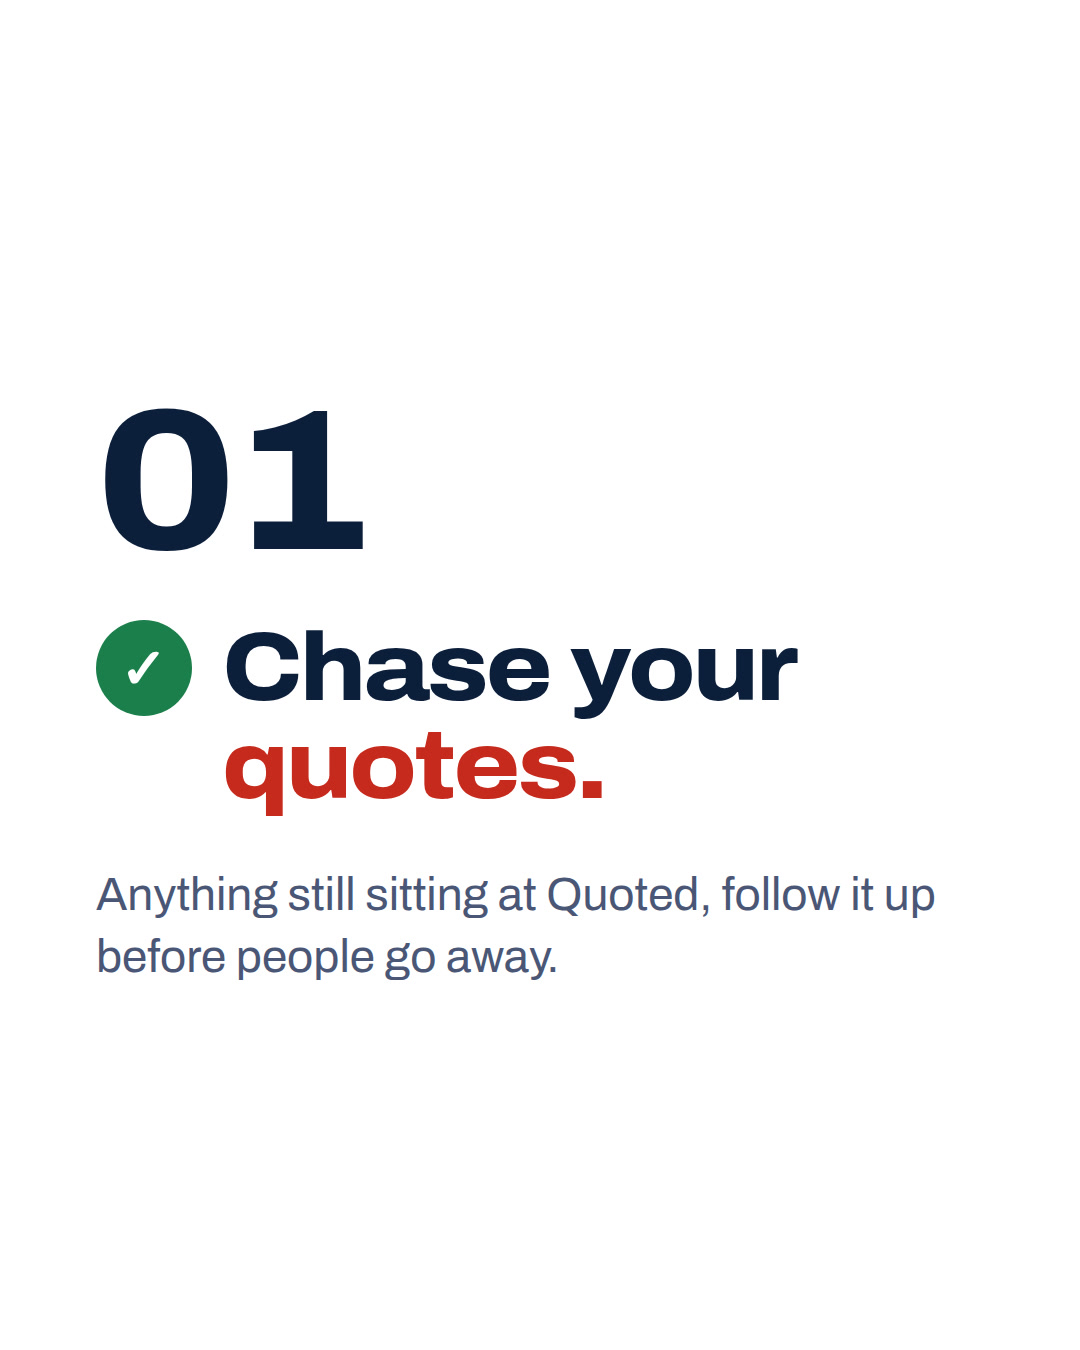 01
✓ Chase your
quotes.
Anything still sitting at Quoted, follow it up
before people go away.